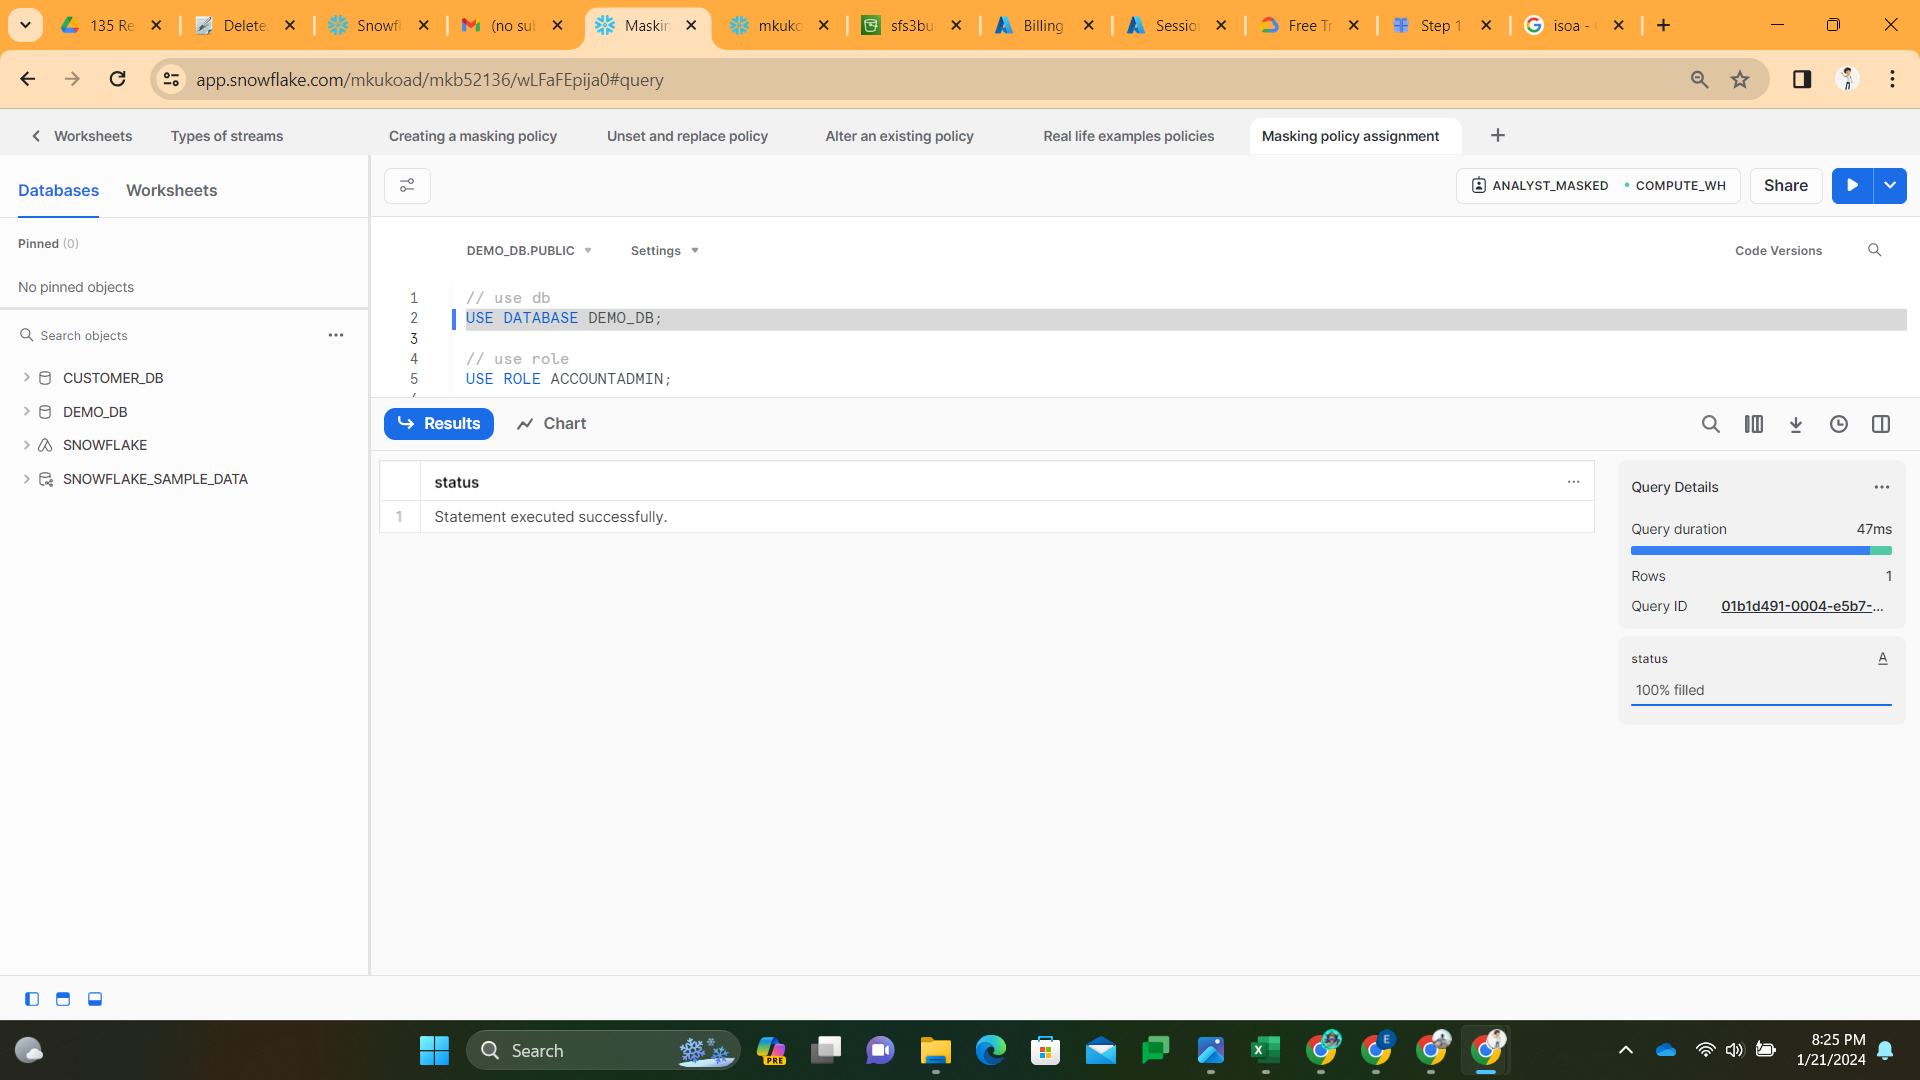 135 Re
Delete
Snowfl
(no sub
Maskin
mkuko
sfs3bu
Billing
Sessio
Free Tr
Step 1
isoa -
app.snowflake.com/mkukoad/mkb52136/wLFaFEpija0#query
Worksheets
Types of streams
Creating a masking policy
Unset and replace policy
Alter an existing policy
Real life examples policies
Masking policy assignment
Databases
Worksheets
ANALYST_MASKED
COMPUTE_WH
Share
Pinned (0)
No pinned objects
DEMO_DB.PUBLIC
Settings
Code Versions
1 // use db
2 USE DATABASE DEMO_DB;
3
4 // use role
5 USE ROLE ACCOUNTADMIN;
Search objects
CUSTOMER_DB
DEMO_DB
SNOWFLAKE
SNOWFLAKE_SAMPLE_DATA
Results
Chart
status
1 Statement executed successfully.
Query Details
Query duration 47ms
Rows 1
Query ID 01b1d491-0004-e5b7-...
status A
100% filled
Search
PRE
E
8:25 PM
1/21/2024